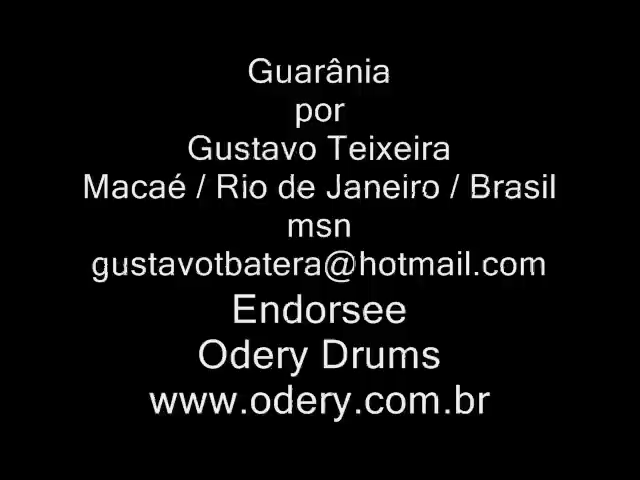 Guarânia
por
Gustavo Teixeira
Macaé / Rio de Janeiro / Brasil
msn
gustavotbatera@hotmail.com
Endorsee
Odery Drums
www.odery.com.br